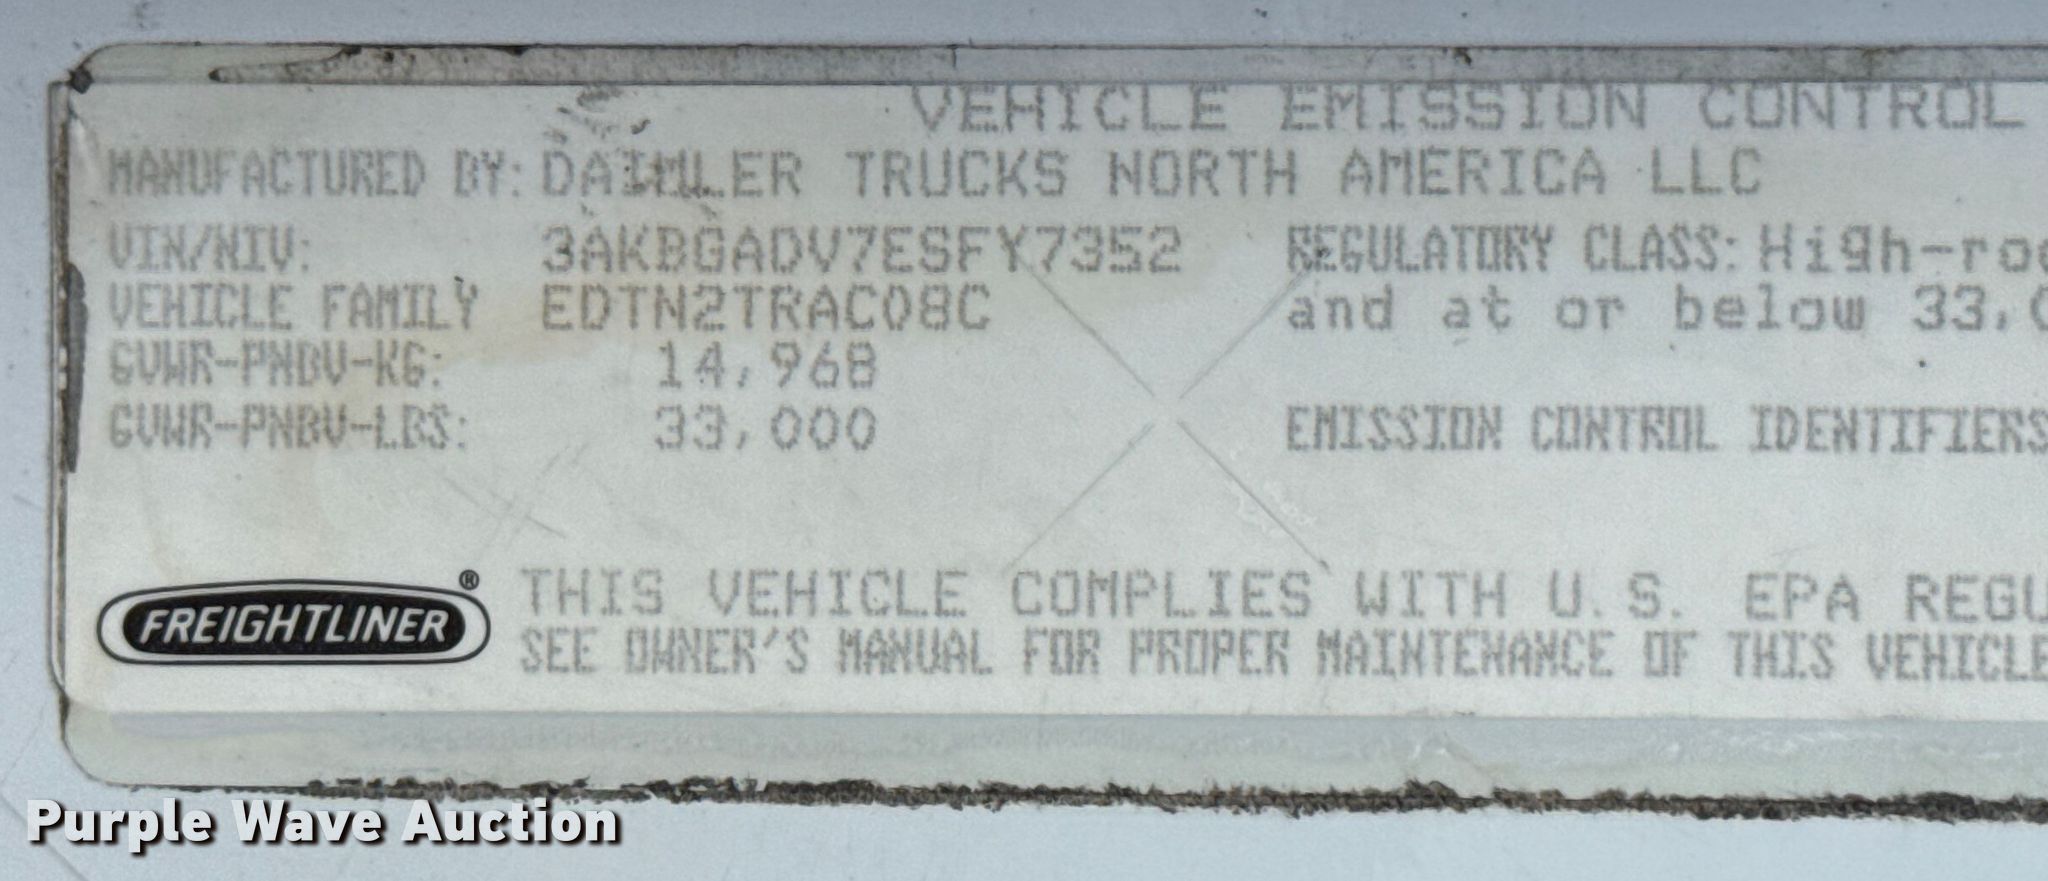 VEHICLE EMISSION CONTROL
MANUFACTURED BY: DAIMLER TRUCKS NORTH AMERICA LLC
VIN/NIV: 3AKBGADV7ESFY7352 REGULATORY CLASS: High-roo
VEHICLE FAMILY EDTN2TRAC08C and at or below 33,0
GVWR-PNBV-KG: 14,968
GVWR-PNBV-LBS: 33,000 EMISSION CONTROL IDENTIFIERS
FREIGHTLINER®
THIS VEHICLE COMPLIES WITH U.S. EPA REGU
SEE OWNER'S MANUAL FOR PROPER MAINTENANCE OF THIS VEHICLE
Purple Wave Auction